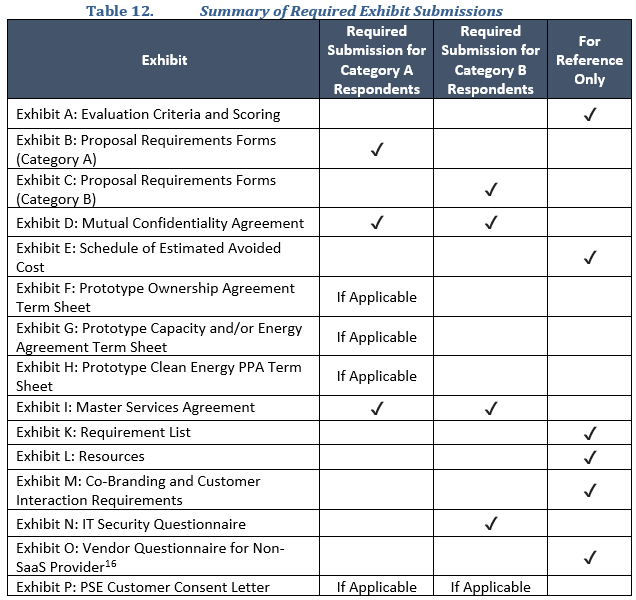 Table 12. Summary of Required Exhibit Submissions
Exhibit
Required
Submission for
Category A
Respondents
Required
Submission for
Category B
Respondents
For
Reference
Only
Exhibit A: Evaluation Criteria and Scoring ✓
Exhibit B: Proposal Requirements Forms
(Category A) ✓
Exhibit C: Proposal Requirements Forms
(Category B) ✓
Exhibit D: Mutual Confidentiality Agreement ✓ ✓
Exhibit E: Schedule of Estimated Avoided
Cost ✓
Exhibit F: Prototype Ownership Agreement
Term Sheet
If Applicable
Exhibit G: Prototype Capacity and/or Energy
Agreement Term Sheet
If Applicable
Exhibit H: Prototype Clean Energy PPA Term
Sheet
If Applicable
Exhibit I: Master Services Agreement ✓ ✓
Exhibit K: Requirement List ✓
Exhibit L: Resources ✓
Exhibit M: Co-Branding and Customer
Interaction Requirements ✓
Exhibit N: IT Security Questionnaire ✓
Exhibit O: Vendor Questionnaire for Non-
SaaS Provider16 ✓
Exhibit P: PSE Customer Consent Letter If Applicable If Applicable